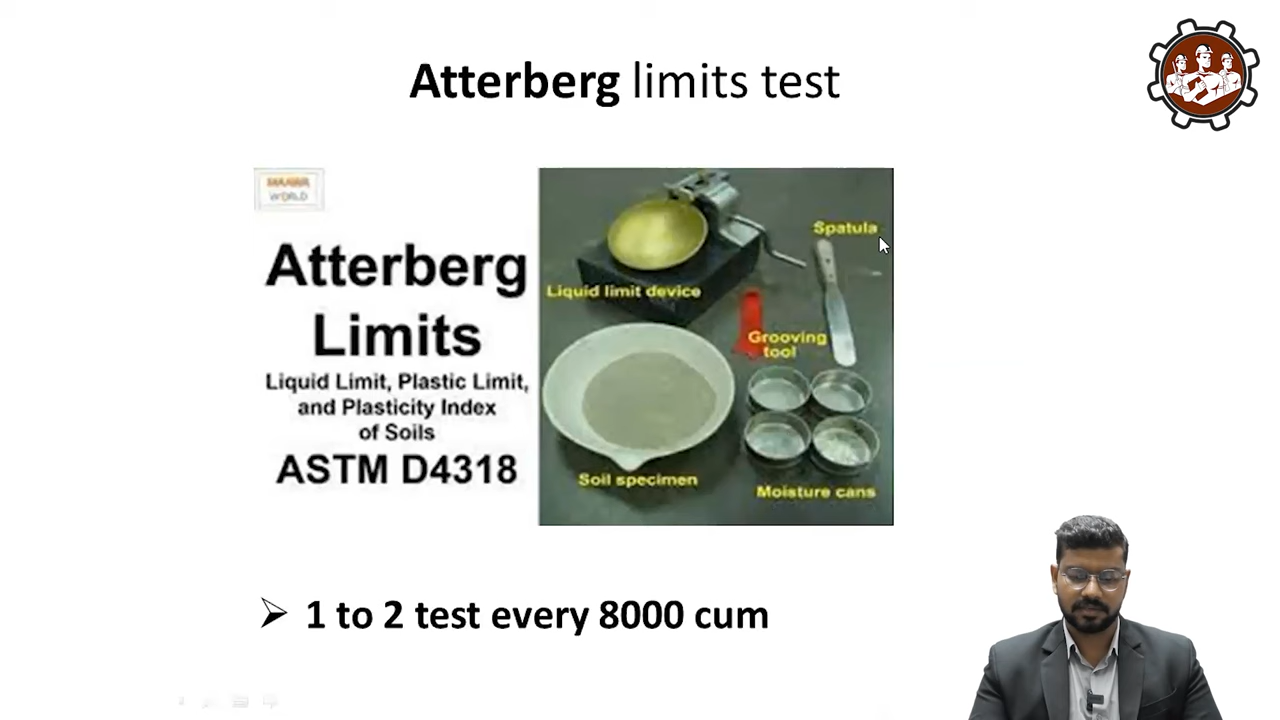 Atterberg limits test
WORLD
Atterberg
Limits
Liquid Limit, Plastic Limit,
and Plasticity Index
of Soils
ASTM D4318
Spatula
Liquid limit device
Grooving
tool
Soil specimen
Moisture cans
➢ 1 to 2 test every 8000 cum